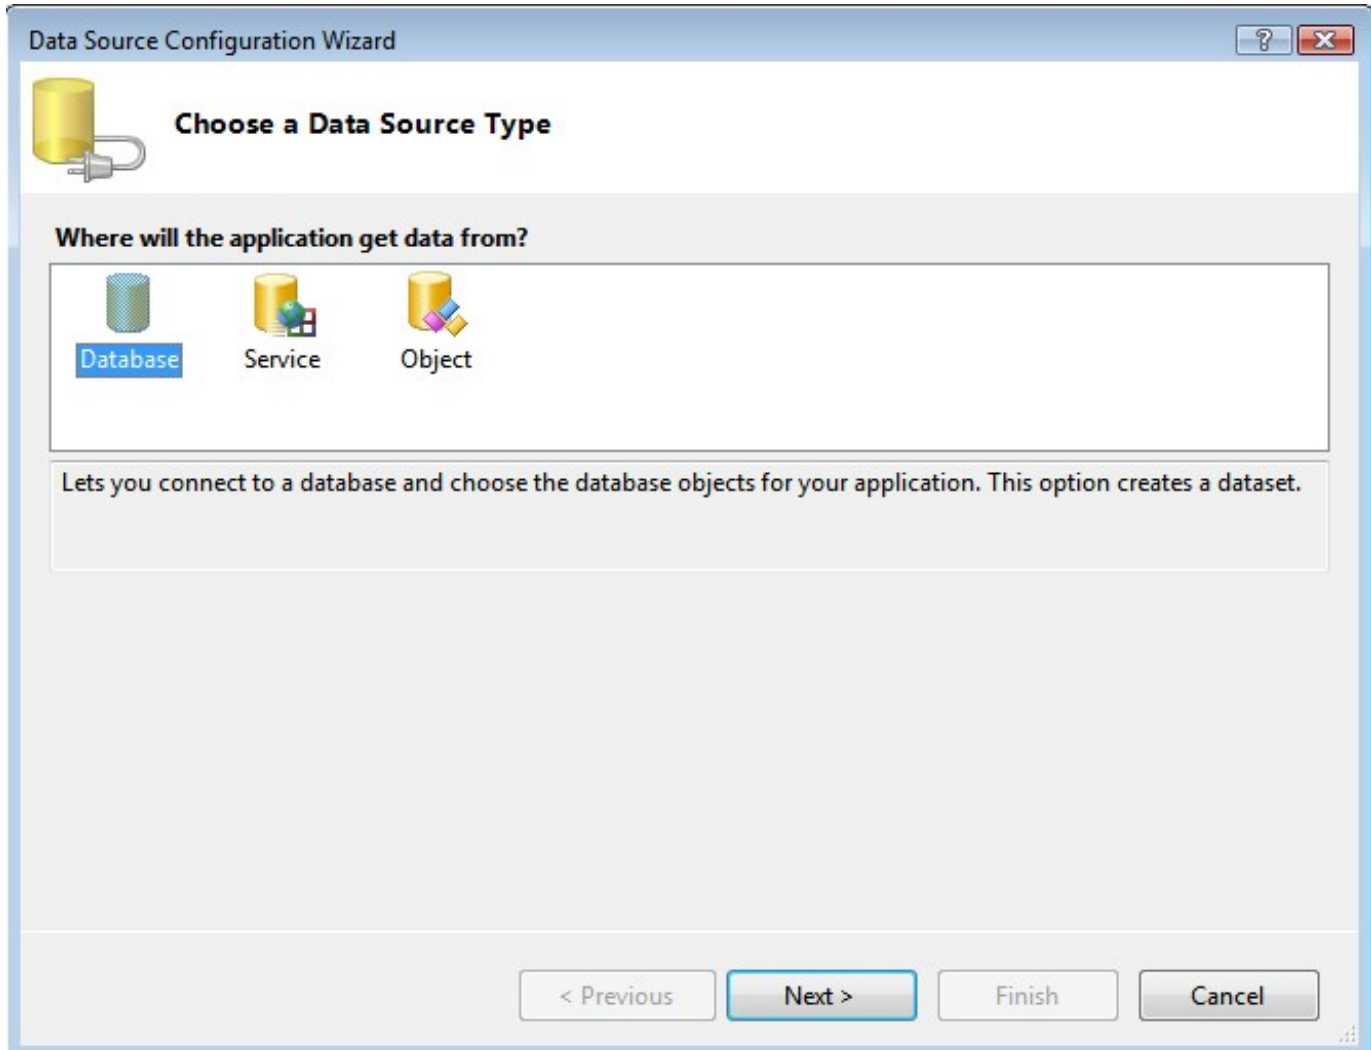 Data Source Configuration Wizard
Choose a Data Source Type
Where will the application get data from?
Database Service Object
Lets you connect to a database and choose the database objects for your application. This option creates a dataset.
< Previous Next > Finish Cancel